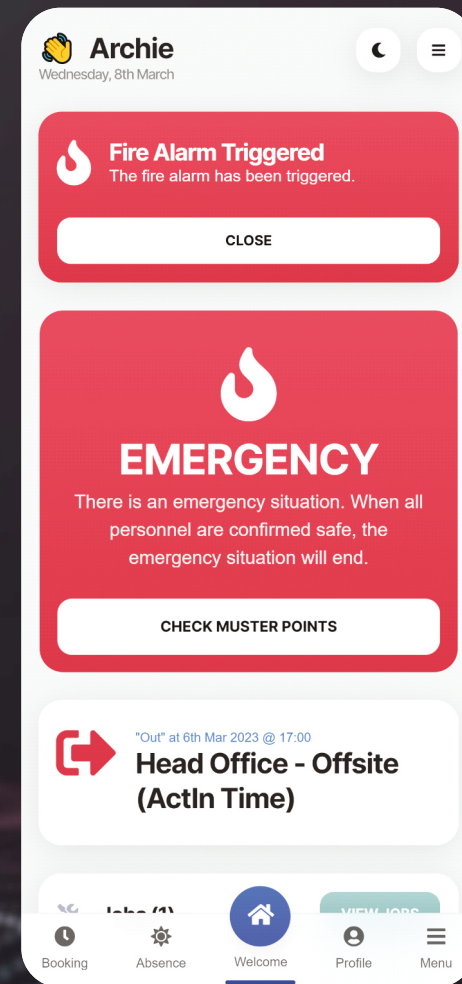 Archie
Wednesday, 8th March
Fire Alarm Triggered
The fire alarm has been triggered.
CLOSE
EMERGENCY
There is an emergency situation. When all
personnel are confirmed safe, the
emergency situation will end.
CHECK MUSTER POINTS
"Out" at 6th Mar 2023 @ 17:00
Head Office - Offsite
(ActIn Time)
Jobs (1)
VIEW JOBS
Booking
Absence
Welcome
Profile
Menu